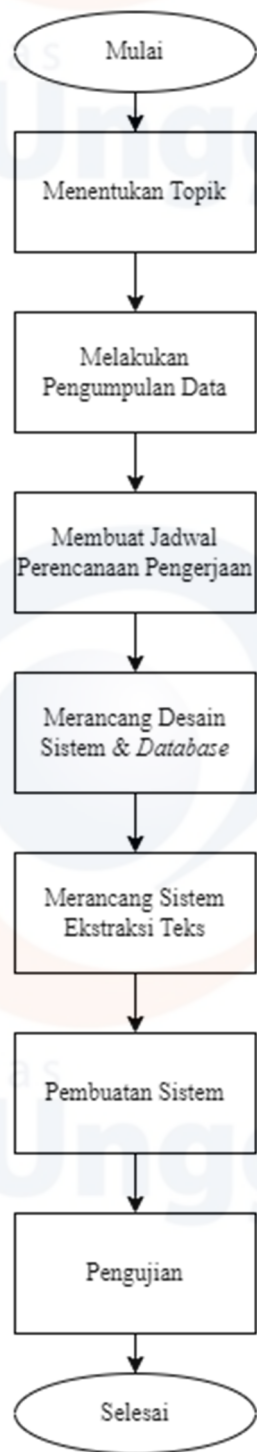 Mulai
Menentukan Topik
Melakukan
Pengumpulan Data
Membuat Jadwal
Perencanaan Pengerjaan
Merancang Desain
Sistem & Database
Merancang Sistem
Ekstraksi Teks
Pembuatan Sistem
Pengujian
Selesai